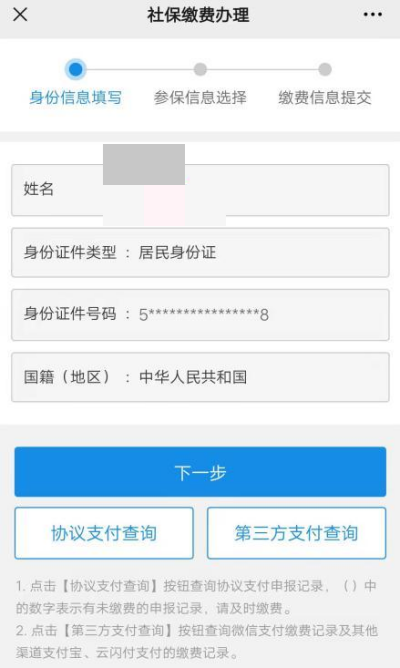 社保缴费办理
身份信息填写 参保信息选择 缴费信息提交
姓名
身份证件类型 : 居民身份证
身份证件号码 : 5****************8
国籍（地区） : 中华人民共和国
下一步
协议支付查询 第三方支付查询
1. 点击【协议支付查询】按钮查询协议支付申报记录，（ ）中
的数字表示有未缴费的申报记录，请及时缴费。
2. 点击【第三方支付查询】按钮查询微信支付缴费记录及其他
渠道支付宝、云闪付支付的缴费记录。